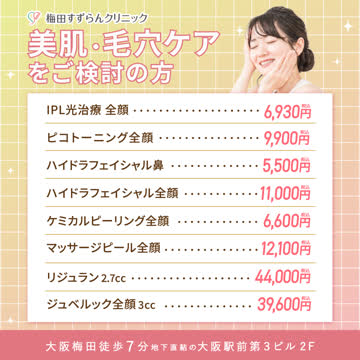 梅田すずらんクリニック
美肌・毛穴ケア
をご検討の方
IPL光治療 全顔 6,930円
ピコトーニング全顔 9,900円
ハイドラフェイシャル鼻 5,500円
ハイドラフェイシャル全顔 11,000円
ケミカルピーリング全顔 6,600円
マッサージピール全顔 12,100円
リジュラン 2.7cc 44,000円
ジュベルック全顔 3cc 39,600円
大阪梅田徒歩7分地下直結の大阪駅前第3ビル2F